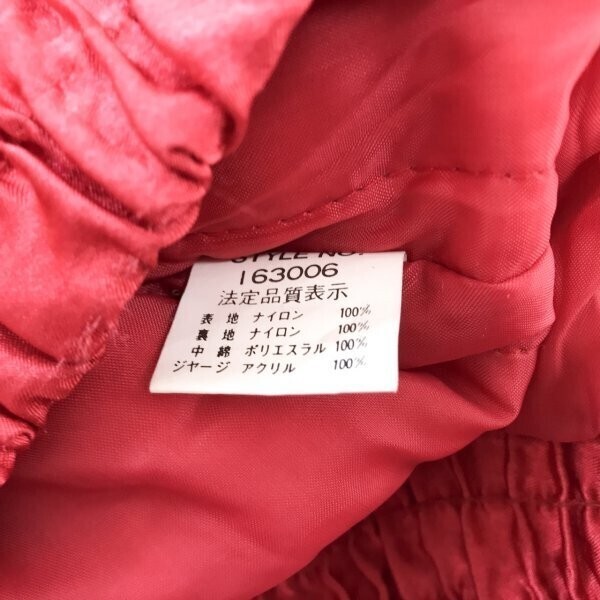 STYLE NO.
163006
法定品質表示
表地 ナイロン 100%
裏地 ナイロン 100%
中綿 ポリエスラル 100%
ジャージ アクリル 100%